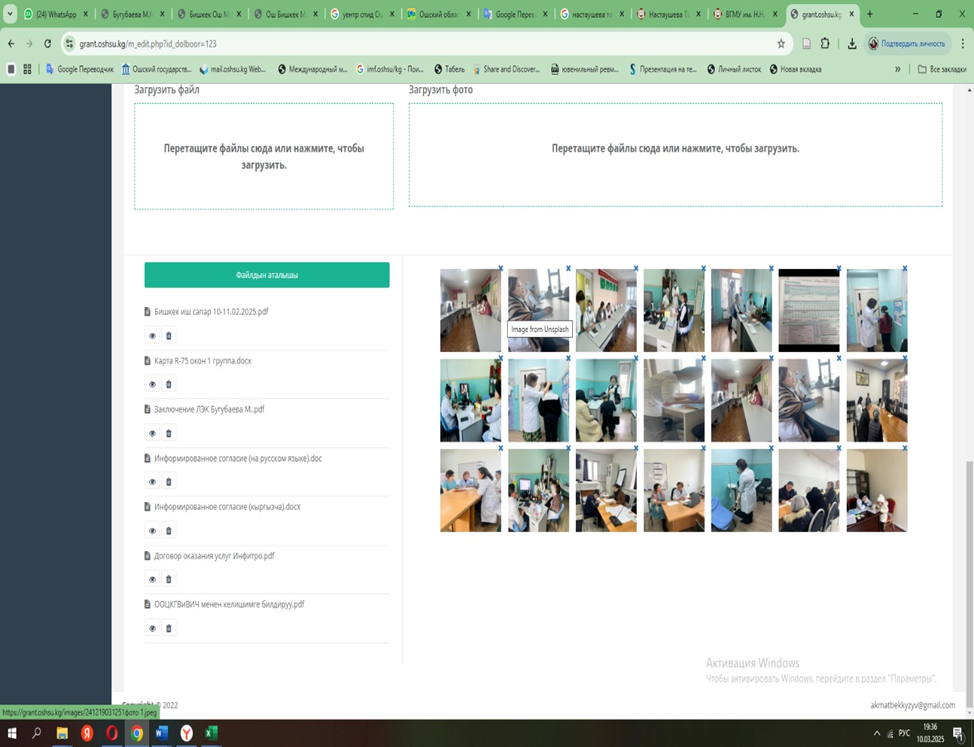 (24) WhatsApp
Бугубаева М.М
Бишкек Ош М
Ош Бишкек М
уентр спид Ош
Ошский облас
Google Перев
наставушева то
Наставушева То
ВГМУ им. Н.Н.
grant.oshsu.kg
grant.oshsu.kg/m_edit.php?id_dolboor=123
Подтвердить личность
Google Переводчик
Ошский государств...
mail.oshsu.kg Web...
Международный м...
imf.oshsu/kg - Пои...
Табель
Share and Discover...
ювенильный ревм...
Презентация на те...
Личный листок
Новая вкладка
Все закладки
Загрузить файл
Загрузить фото
Перетащите файлы сюда или нажмите, чтобы
загрузить.
Перетащите файлы сюда или нажмите, чтобы загрузить.
Файлдын аталышы
Бишкек иш сапар 10-11.02.2025.pdf
Карта R-75 окон 1 группа.docx
Заключение ЛЭК Бугубаева М..pdf
Информированное согласие (на русском языке).doc
Информированное согласие (кыргызча).docx
Договор оказания услуг Инфитро.pdf
ООЦКГВиВИЧ менен келишимге билдируу.pdf
Image from Unsplash
Активация Windows
Чтобы активировать Windows, перейдите в раздел "Параметры".
Copyright © 2022
akmatbekkyzyv@gmail.com
https://grant.oshsu.kg/images/241219031251фото 1.jpeg
РУС
19:36
10.03.2025